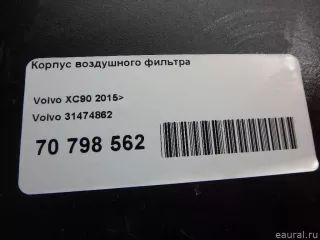 Корпус воздушного фильтра
Volvo XC90 2015>
Volvo 31474862
70 798 562
eaural.ru